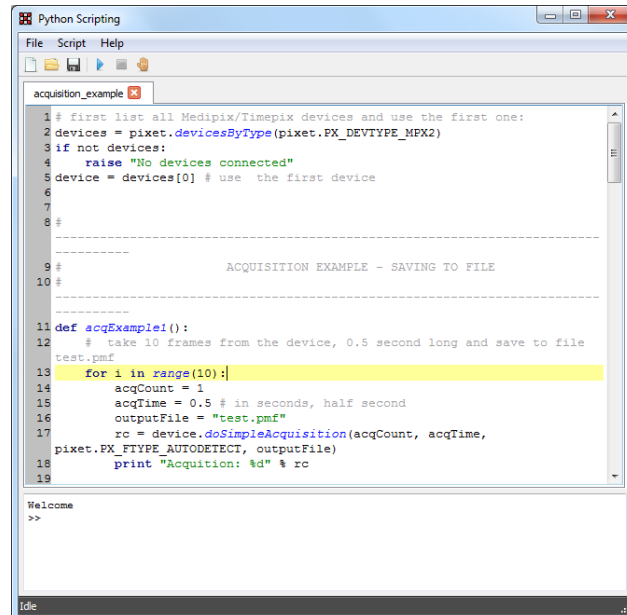 Python Scripting
File Script Help
acquisition_example
1 # first list all Medipix/Timepix devices and use the first one:
2 devices = pixet.devicesByType(pixet.PX_DEVTYPE_MPX2)
3 if not devices:
4     raise "No devices connected"
5 device = devices[0] # use  the first device
6
7
8 #
--------------------------------------------------------------------------
----------
9 #                      ACQUISITION EXAMPLE - SAVING TO FILE
10 #
--------------------------------------------------------------------------
----------
11 def acqExample1():
12     #  take 10 frames from the device, 0.5 second long and save to file
test.pmf
13     for i in range(10):
14         acqCount = 1
15         acqTime = 0.5 # in seconds, half second
16         outputFile = "test.pmf"
17         rc = device.doSimpleAcquisition(acqCount, acqTime,
pixet.PX_FTYPE_AUTODETECT, outputFile)
18         print "Acquition: %d" % rc
19
Welcome
>>
Idle